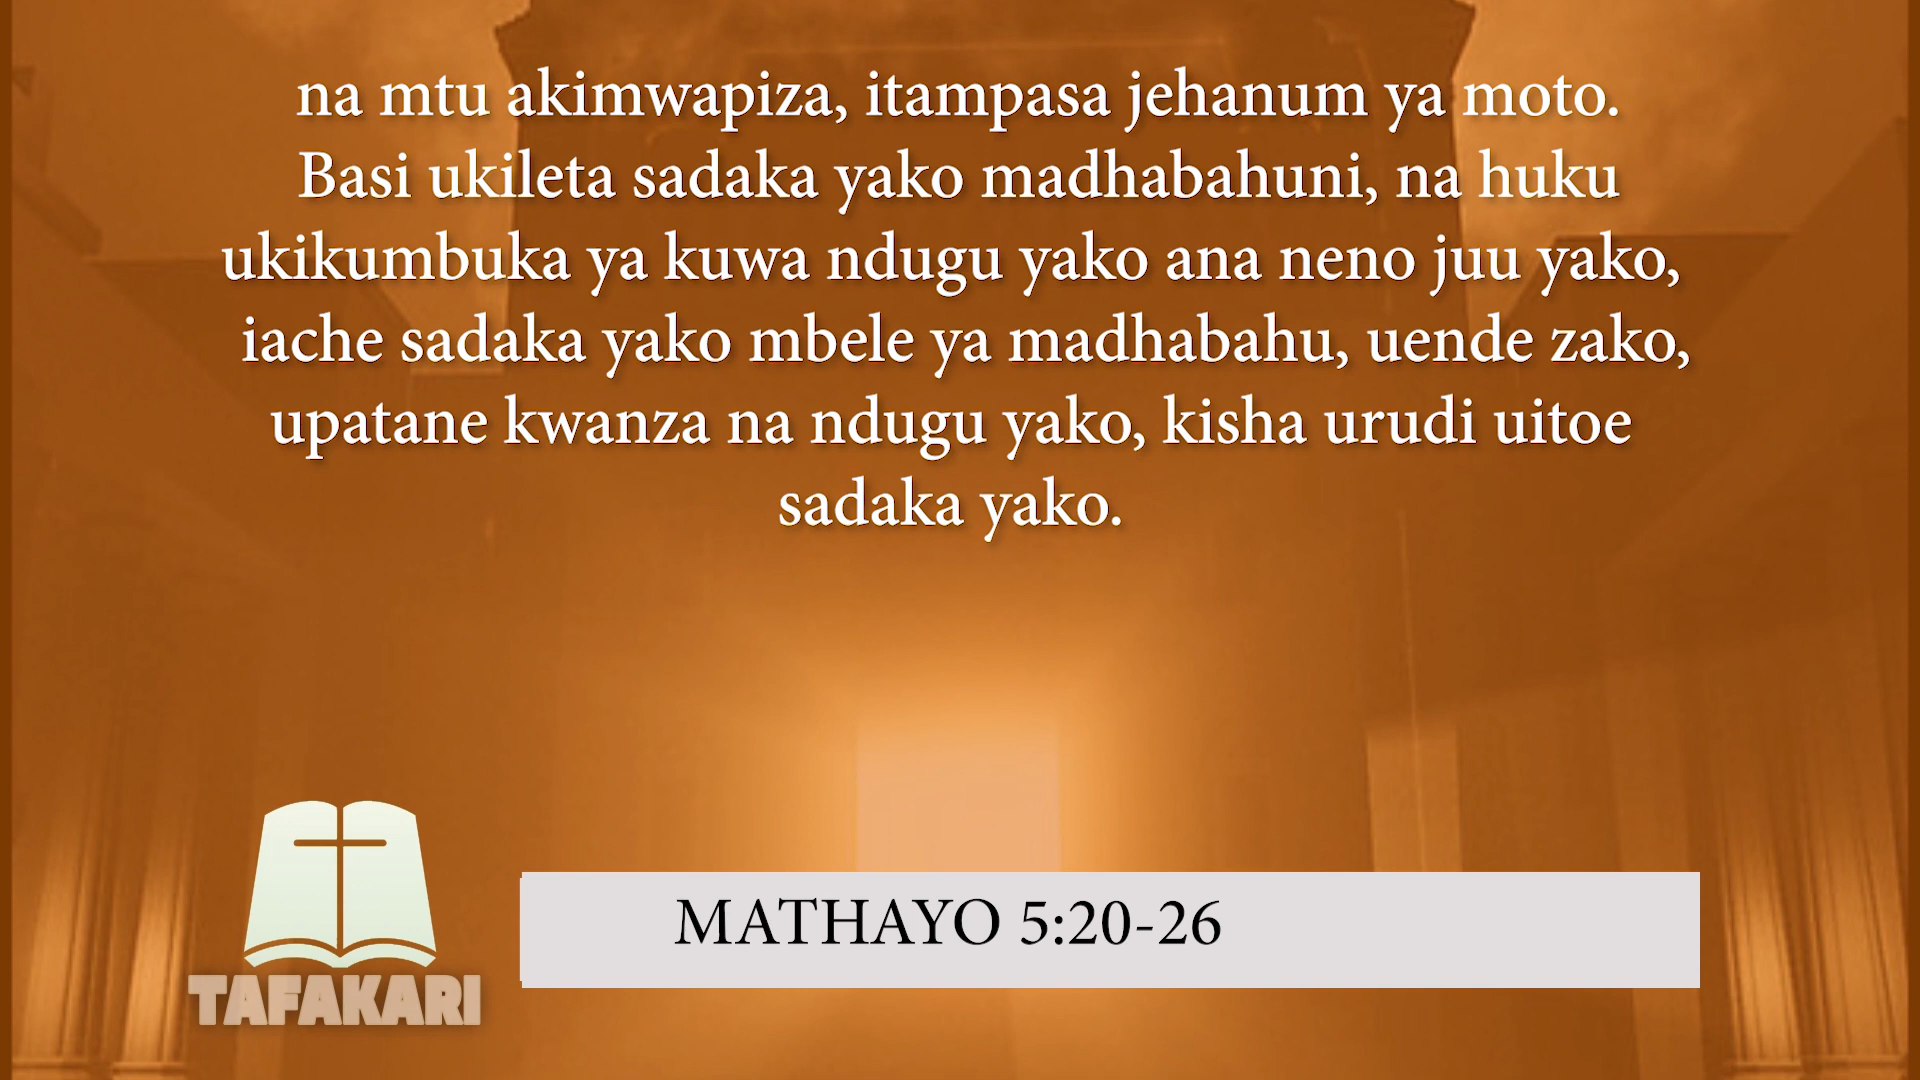 na mtu akimwapiza, itampasa jehanum ya moto.
Basi ukileta sadaka yako madhabahuni, na huku
ukikumbuka ya kuwa ndugu yako ana neno juu yako,
iache sadaka yako mbele ya madhabahu, uende zako,
upatane kwanza na ndugu yako, kisha urudi uitoe
sadaka yako.
MATHAYO 5:20-26
TAFAKARI